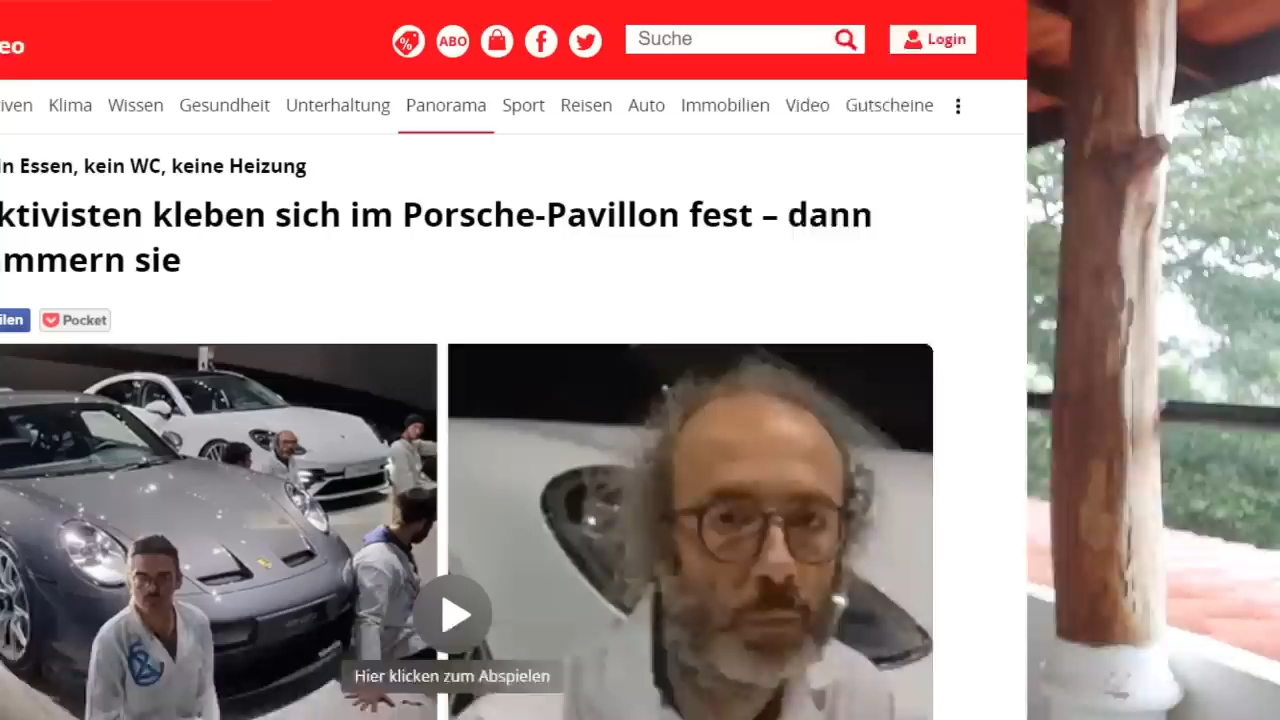 eo
%
ABO
Suche
Login
iven Klima Wissen Gesundheit Unterhaltung Panorama Sport Reisen Auto Immobilien Video Gutscheine
in Essen, kein WC, keine Heizung
ktivisten kleben sich im Porsche-Pavillon fest – dann
mmern sie
ilen
Pocket
Hier klicken zum Abspielen